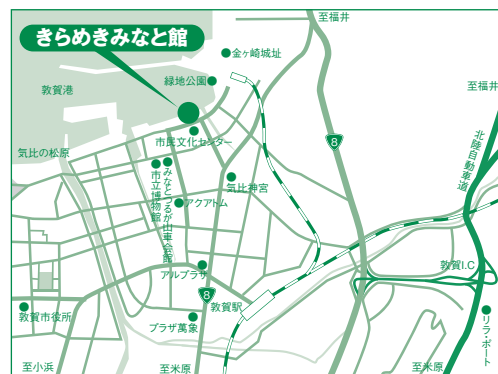 きらめきみなと館
至福井
金ヶ崎城址
緑地公園
敦賀港
至福井
市民文化センター
8
北陸自動車道
気比の松原
みなとつるが山車会館
市立博物館
気比神宮
アクアトム
アルプラザ
敦賀I.C
8
敦賀駅
リラ・ポート
敦賀市役所
プラザ萬象
至小浜
至米原
至米原